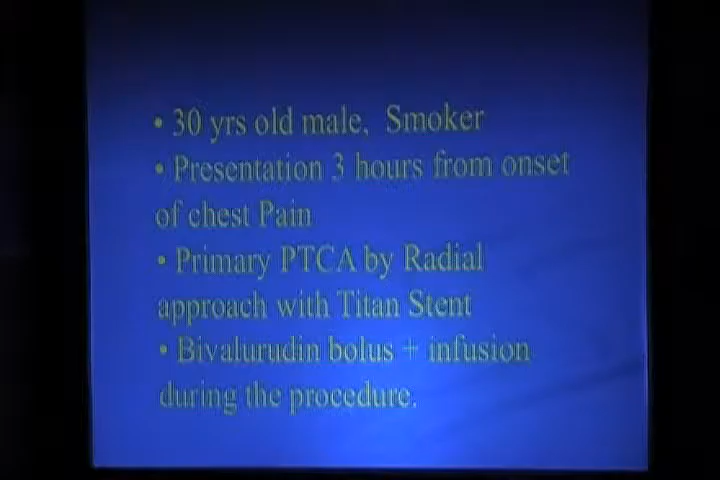 • 30 yrs old male, Smoker
• Presentation 3 hours from onset
of chest Pain
• Primary PTCA by Radial
approach with Titan Stent
• Bivalurudin bolus + infusion
during the procedure.